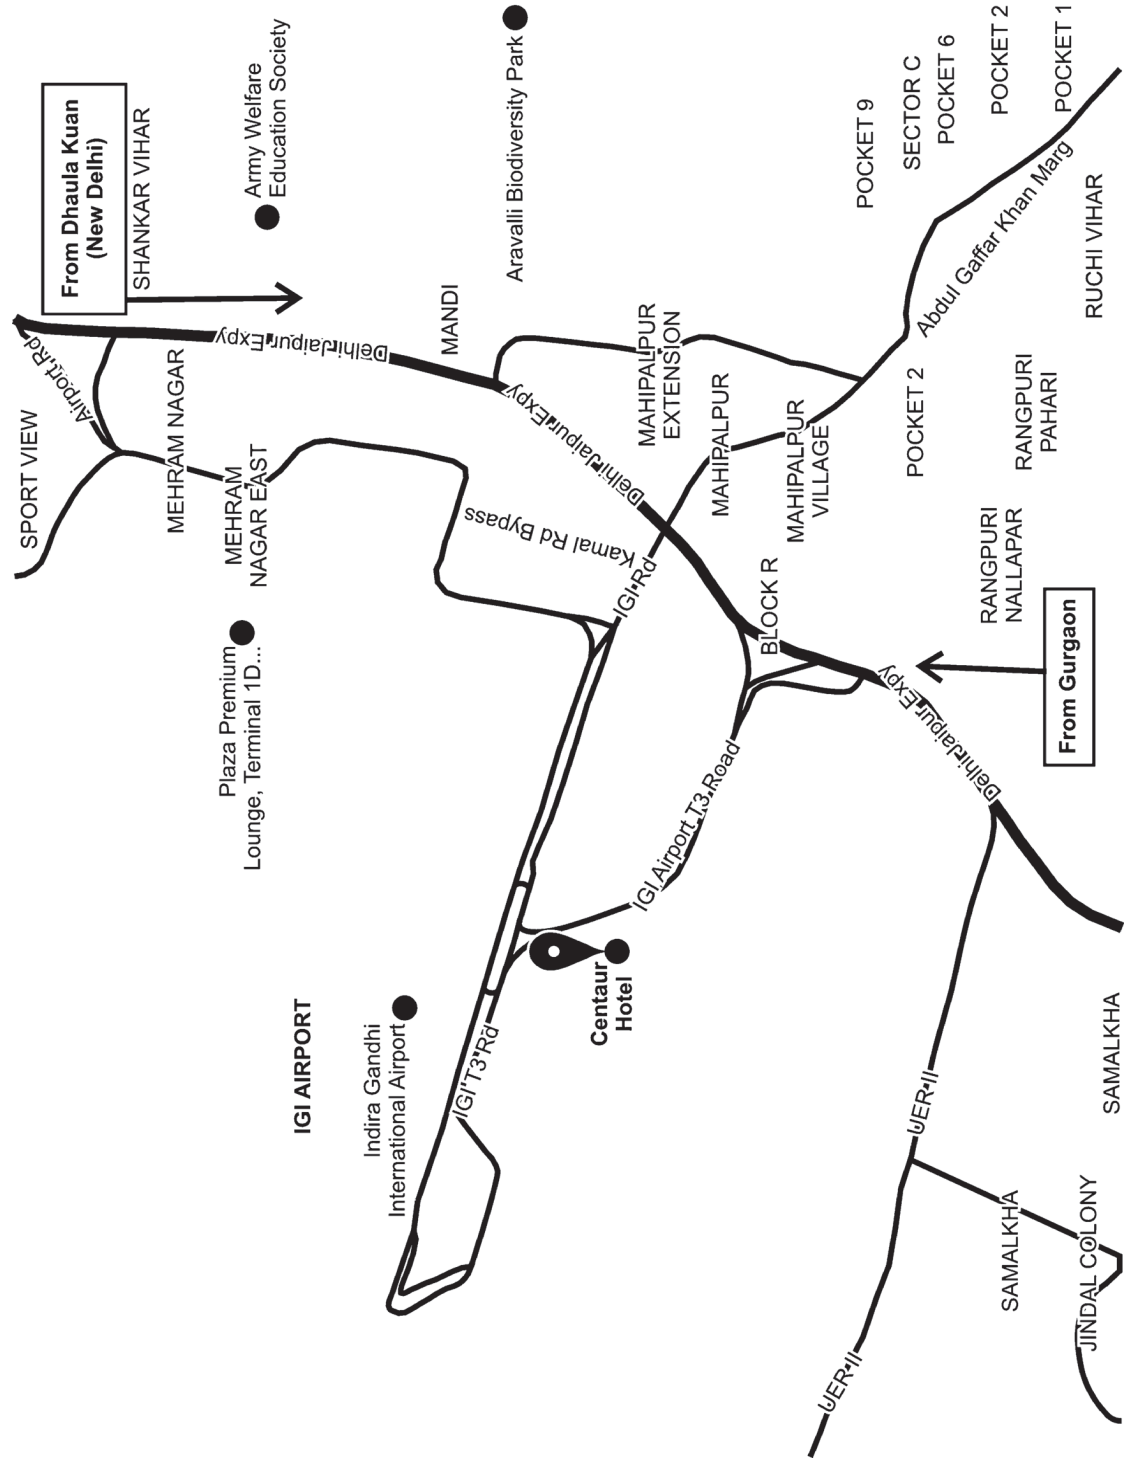 From Dhaula Kuan
(New Delhi)
SHANKAR VIHAR
Army Welfare
Education Society
Aravalli Biodiversity Park
POCKET 9
SECTOR C
POCKET 6
POCKET 2
POCKET 1
Abdul Gaffar Khan Marg
RUCHI VIHAR
Airport Rd
Delhi Jaipur Expy
MANDI
MAHIPALPUR
EXTENSION
SPORT VIEW
MEHRAM NAGAR
MEHRAM
NAGAR EAST
Delhi Jaipur Expy
MAHIPALPUR
MAHIPALPUR
VILLAGE
POCKET 2
RANGPURI
PAHARI
Kamal Rd Bypass
IGI Rd
BLOCK R
RANGPURI
NALLAPAR
From Gurgaon
Plaza Premium
Lounge, Terminal 1D...
IGI Airport T3 Road
Delhi Jaipur Expy
Centaur
Hotel
IGI AIRPORT
Indira Gandhi
International Airport
IGI T3 Rd
UER-II
SAMALKHA
SAMALKHA
JINDAL COLONY
UER-II